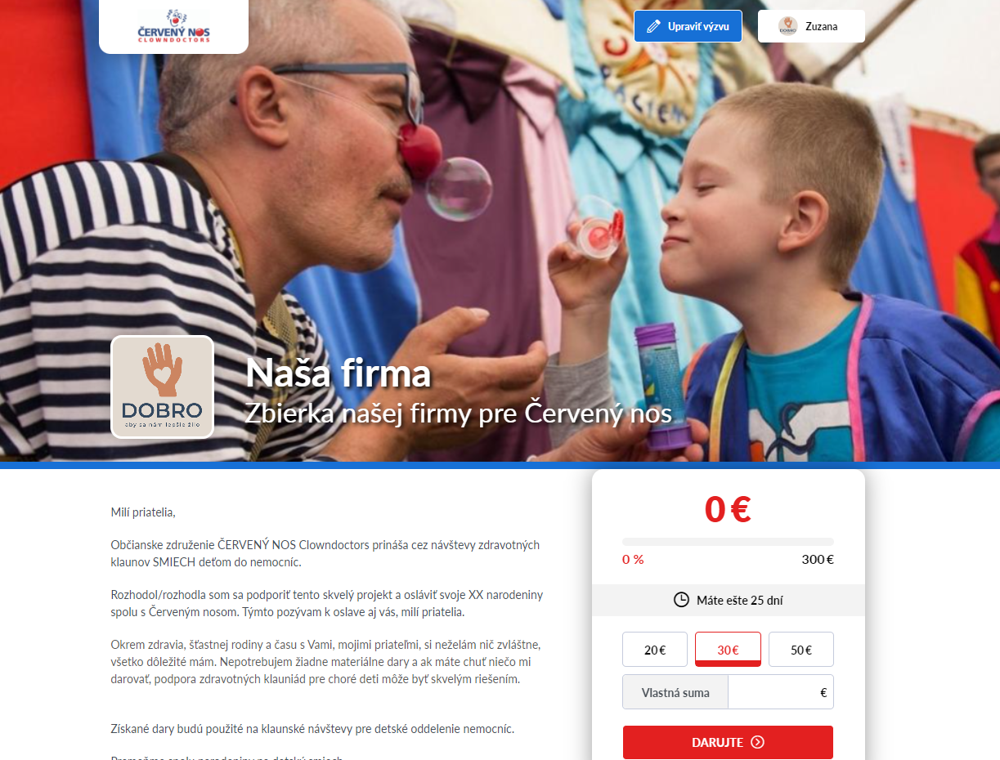 ČERVENÝ NOS
CLOWNDOCTORS
Upraviť výzvu
DOBRO
Zuzana
PACIEN
DOBRO
aby sa nám lepšie žilo
Naša firma
Zbierka našej firmy pre Červený nos
Milí priatelia,
Občianske združenie ČERVENÝ NOS Clowndoctors prináša cez návštevy zdravotných
klaunov SMIECH deťom do nemocníc.
Rozhodol/rozhodla som sa podporiť tento skvelý projekt a osláviť svoje XX narodeniny
spolu s Červeným nosom. Týmto pozývam k oslave aj vás, milí priatelia.
Okrem zdravia, šťastnej rodiny a času s Vami, mojimi priateľmi, si neželám nič zvláštne,
všetko dôležité mám. Nepotrebujem žiadne materiálne dary a ak máte chuť niečo mi
darovať, podpora zdravotných klauniád pre choré deti môže byť skvelým riešením.
Získané dary budú použité na klaunské návštevy pre detské oddelenie nemocníc.
0 €
0 %
300 €
Máte ešte 25 dní
20 €
30 €
50 €
Vlastná suma
€
DARUJTE